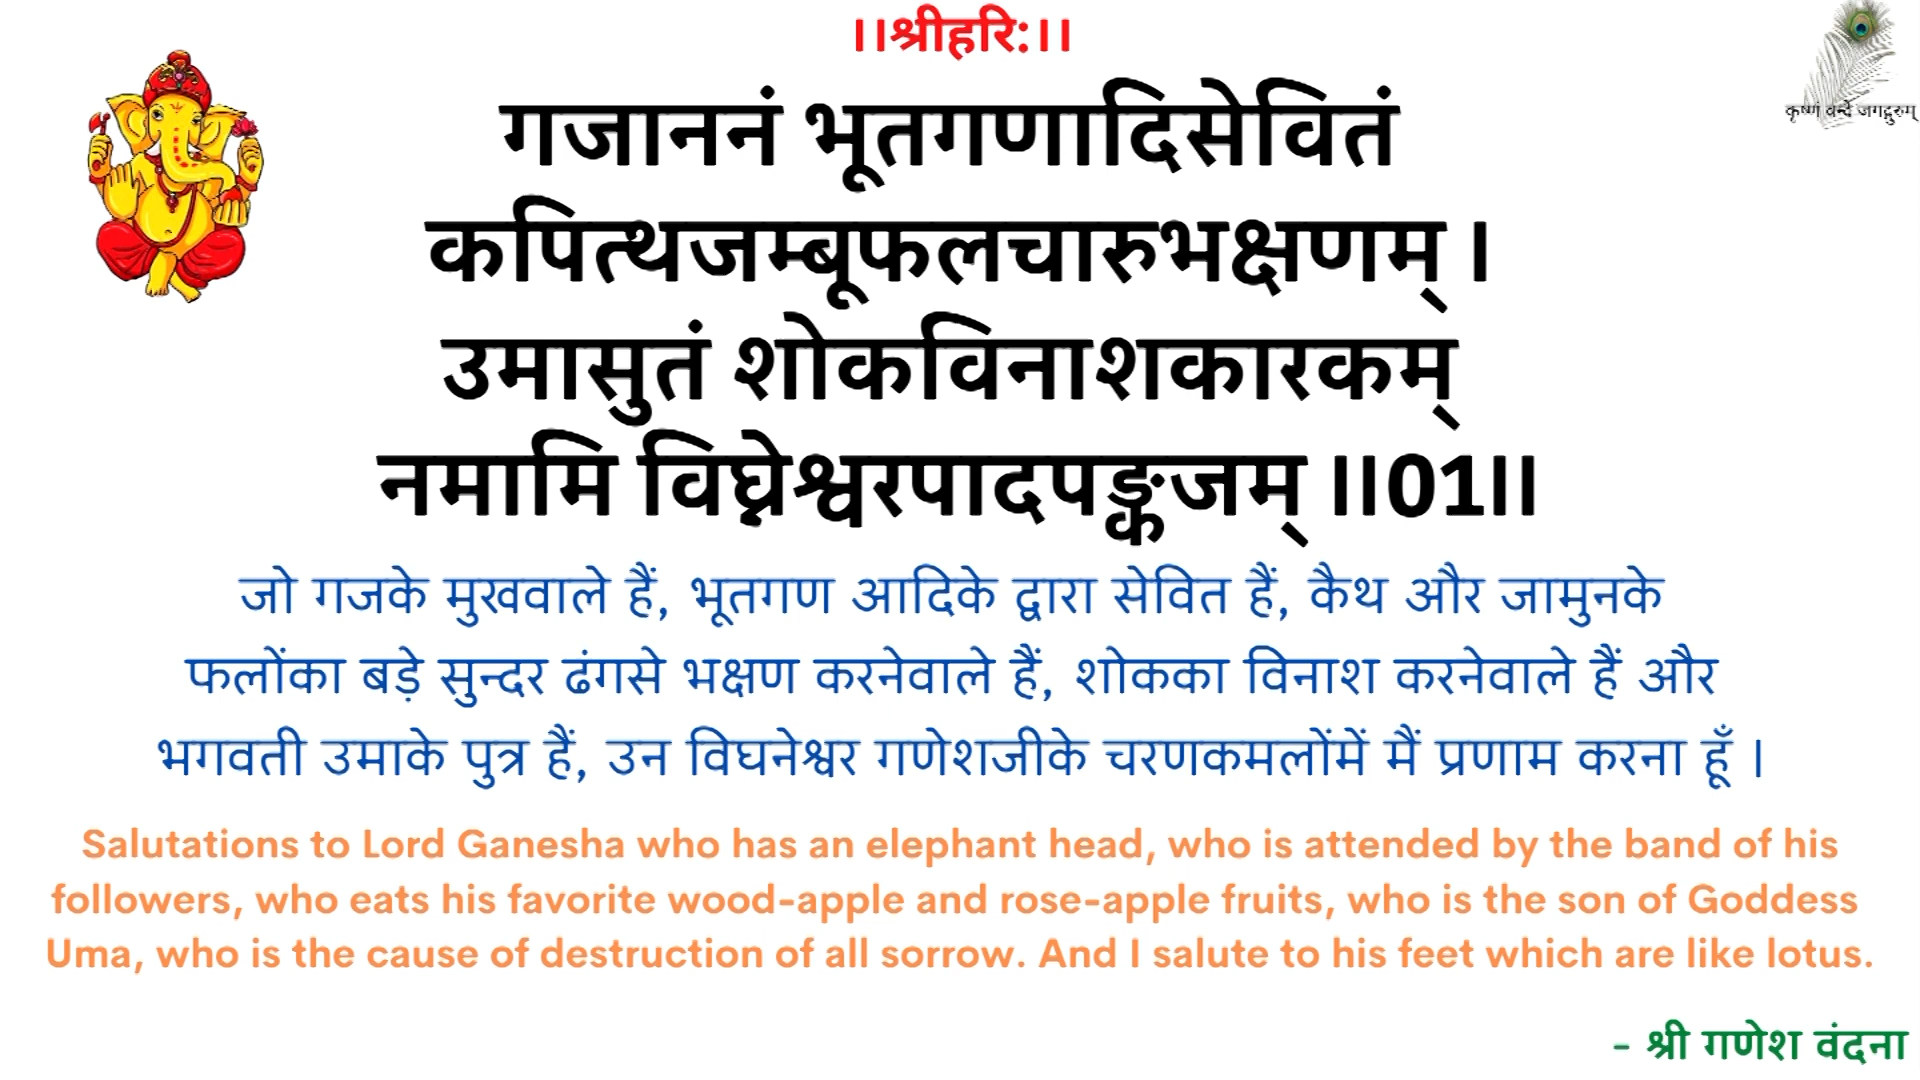 ।।श्रीहरि:।।
कृष्णं वन्दे जगद्गुरुम्
गजाननं भूतगणादिसेवितं
कपित्थजम्बूफलचारुभक्षणम् ।
उमासुतं शोकविनाशकारकम्
नमामि विघ्नेश्वरपादपङ्कजम् ।।01।।
जो गजके मुखवाले हैं, भूतगण आदिके द्वारा सेवित हैं, कैथ और जामुनके
फलोंका बड़े सुन्दर ढंगसे भक्षण करनेवाले हैं, शोकका विनाश करनेवाले हैं और
भगवती उमाके पुत्र हैं, उन विघनेश्वर गणेशजीके चरणकमलोंमें मैं प्रणाम करना हूँ ।
Salutations to Lord Ganesha who has an elephant head, who is attended by the band of his
followers, who eats his favorite wood-apple and rose-apple fruits, who is the son of Goddess
Uma, who is the cause of destruction of all sorrow. And I salute to his feet which are like lotus.
- श्री गणेश वंदना